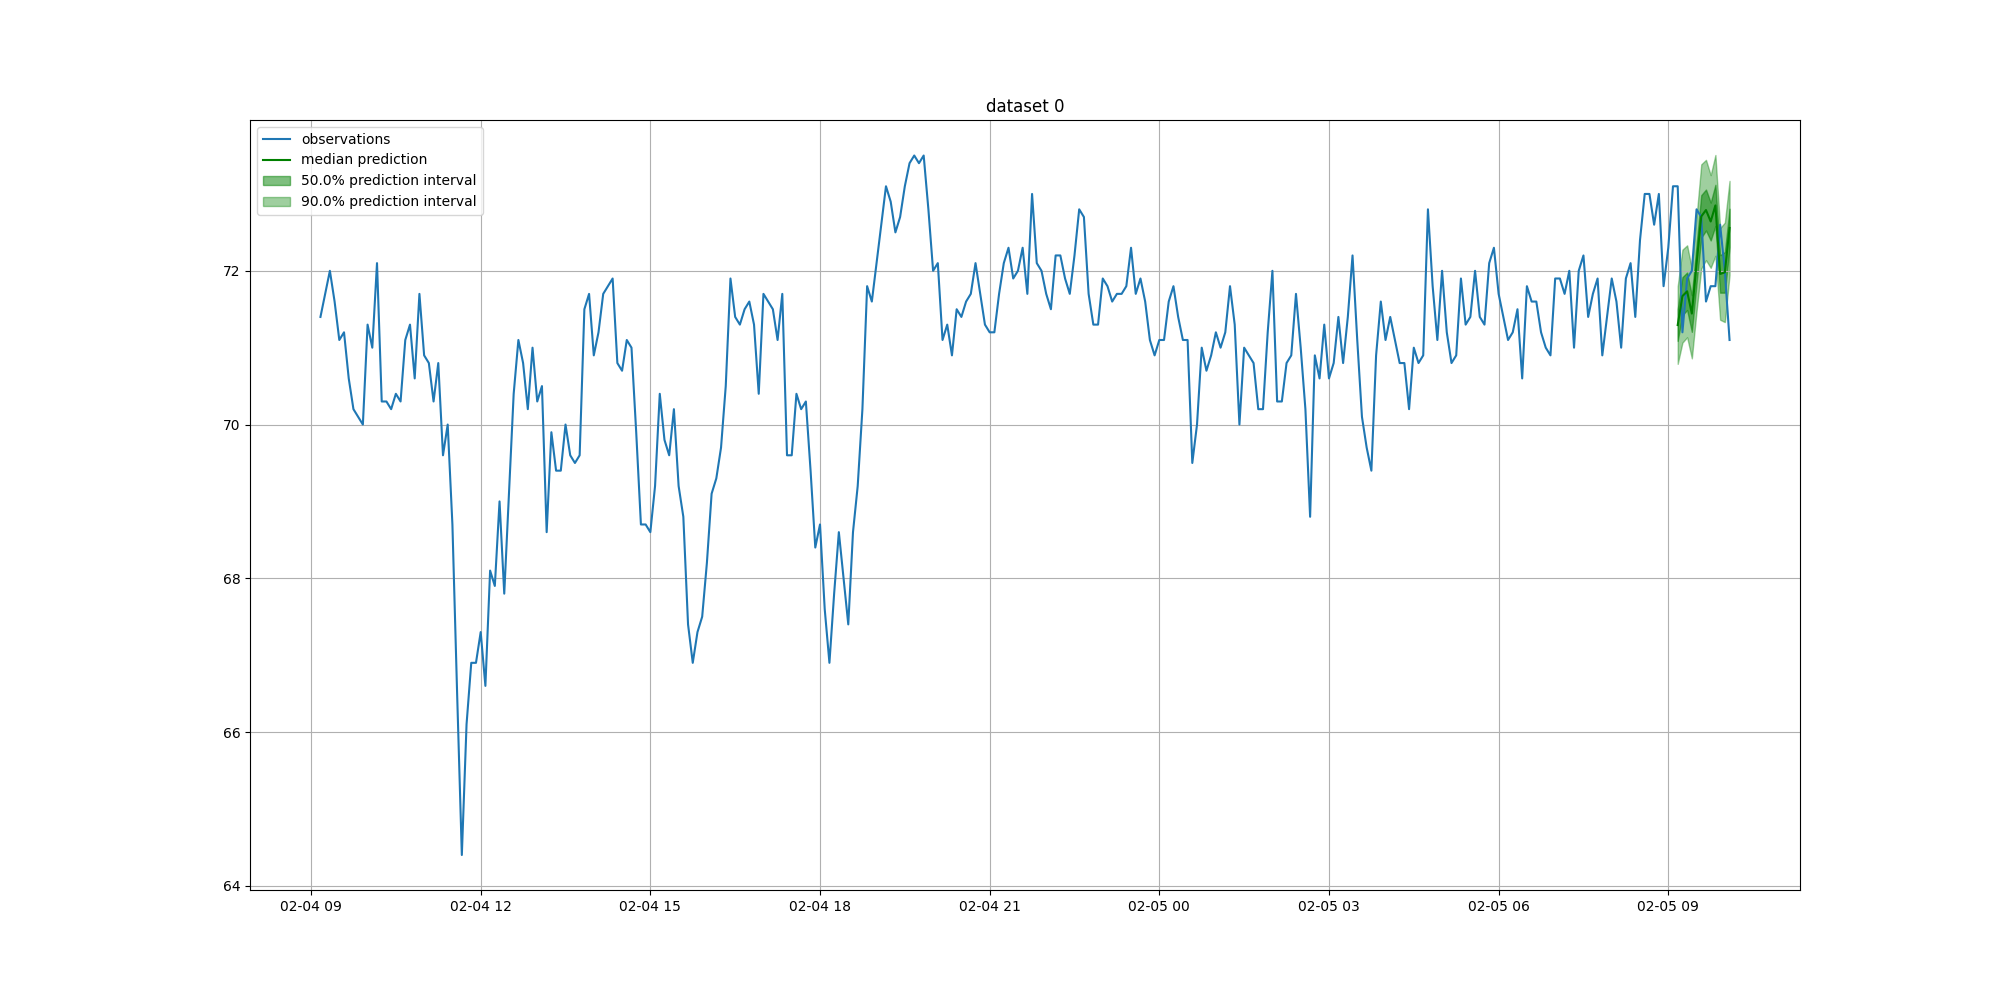 dataset 0
observations
median prediction
50.0% prediction interval
90.0% prediction interval
72
70
68
66
64
02-04 09 02-04 12 02-04 15 02-04 18 02-04 21 02-05 00 02-05 03 02-05 06 02-05 09